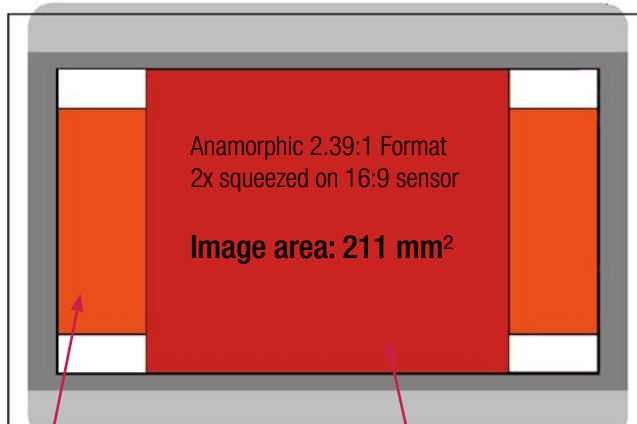 Anamorphic 2.39:1 Format
2x squeezed on 16:9 sensor
Image area: 211 mm²